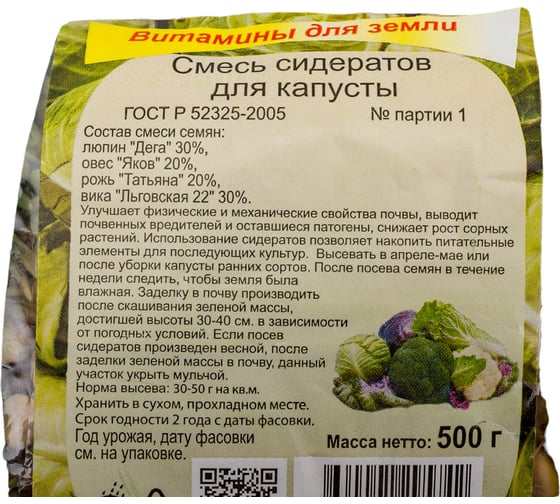 Витамины для земли
Смесь сидератов
для капусты
ГОСТ Р 52325-2005 № партии 1
Состав смеси семян:
люпин "Дега" 30%,
овес "Яков" 20%,
рожь "Татьяна" 20%,
вика "Льговская 22" 30%.
Улучшает физические и механические свойства почвы, выводит
почвенных вредителей и оставшиеся патогены, снижает рост сорных
растений. Использование сидератов позволяет накопить питательные
элементы для последующих культур. Высевать в апреле-мае или
после уборки капусты ранних сортов. После посева семян в течение
недели следить, чтобы земля была
влажная. Заделку в почву производить
после скашивания зеленой массы,
достигшей высоты 30-40 см. в зависимости
от погодных условий. Если посев
сидератов произведен весной, после
заделки зеленой массы в почву, данный
участок укрыть мульчой.
Норма высева: 30-50 г на кв.м.
Хранить в сухом, прохладном месте.
Срок годности 2 года с даты фасовки.
Год урожая, дату фасовки
см. на упаковке.
Масса нетто: 500 г